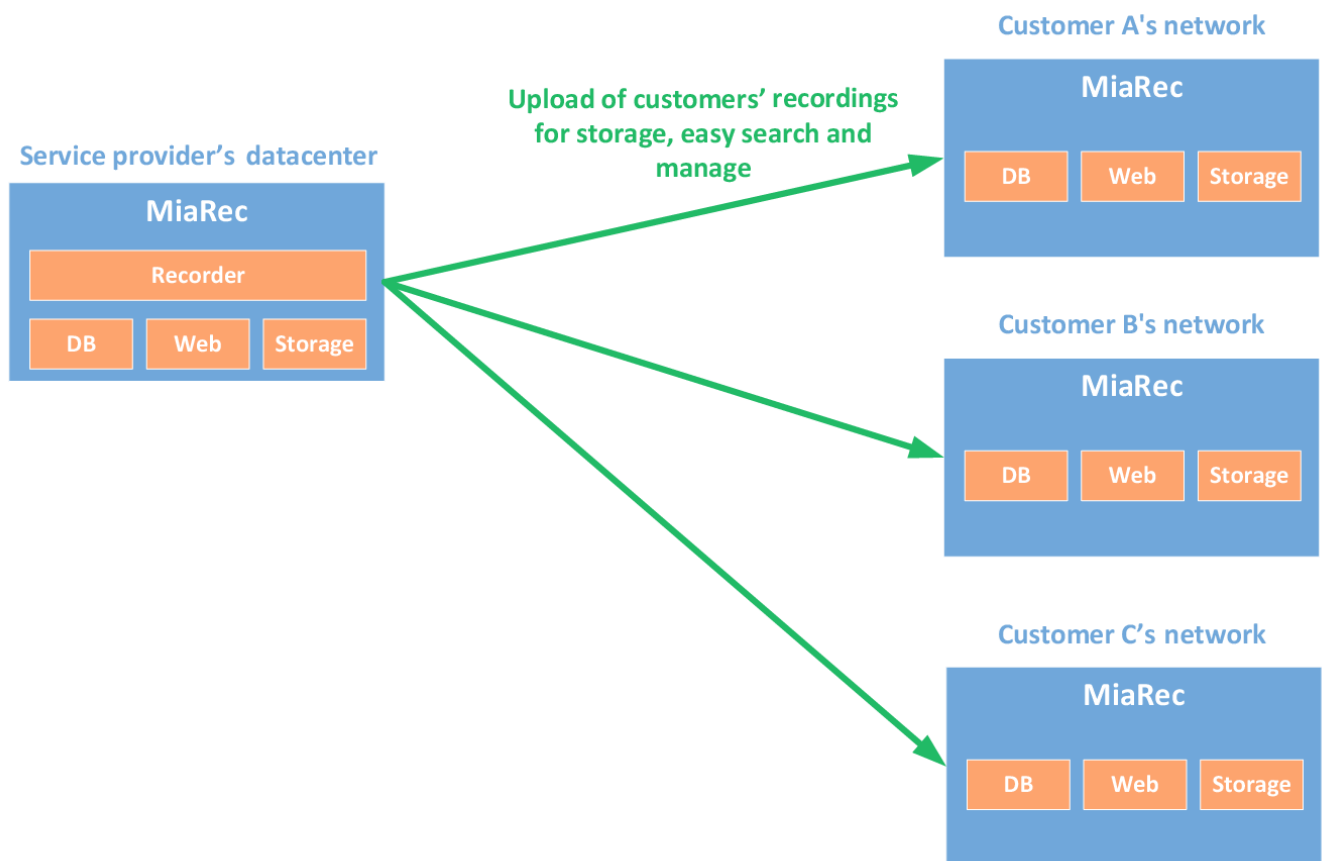 Service provider’s datacenter
MiaRec
Recorder
DB Web Storage
Upload of customers’ recordings
for storage, easy search and
manage
Customer A's network
MiaRec
DB Web Storage
Customer B's network
MiaRec
DB Web Storage
Customer C’s network
MiaRec
DB Web Storage